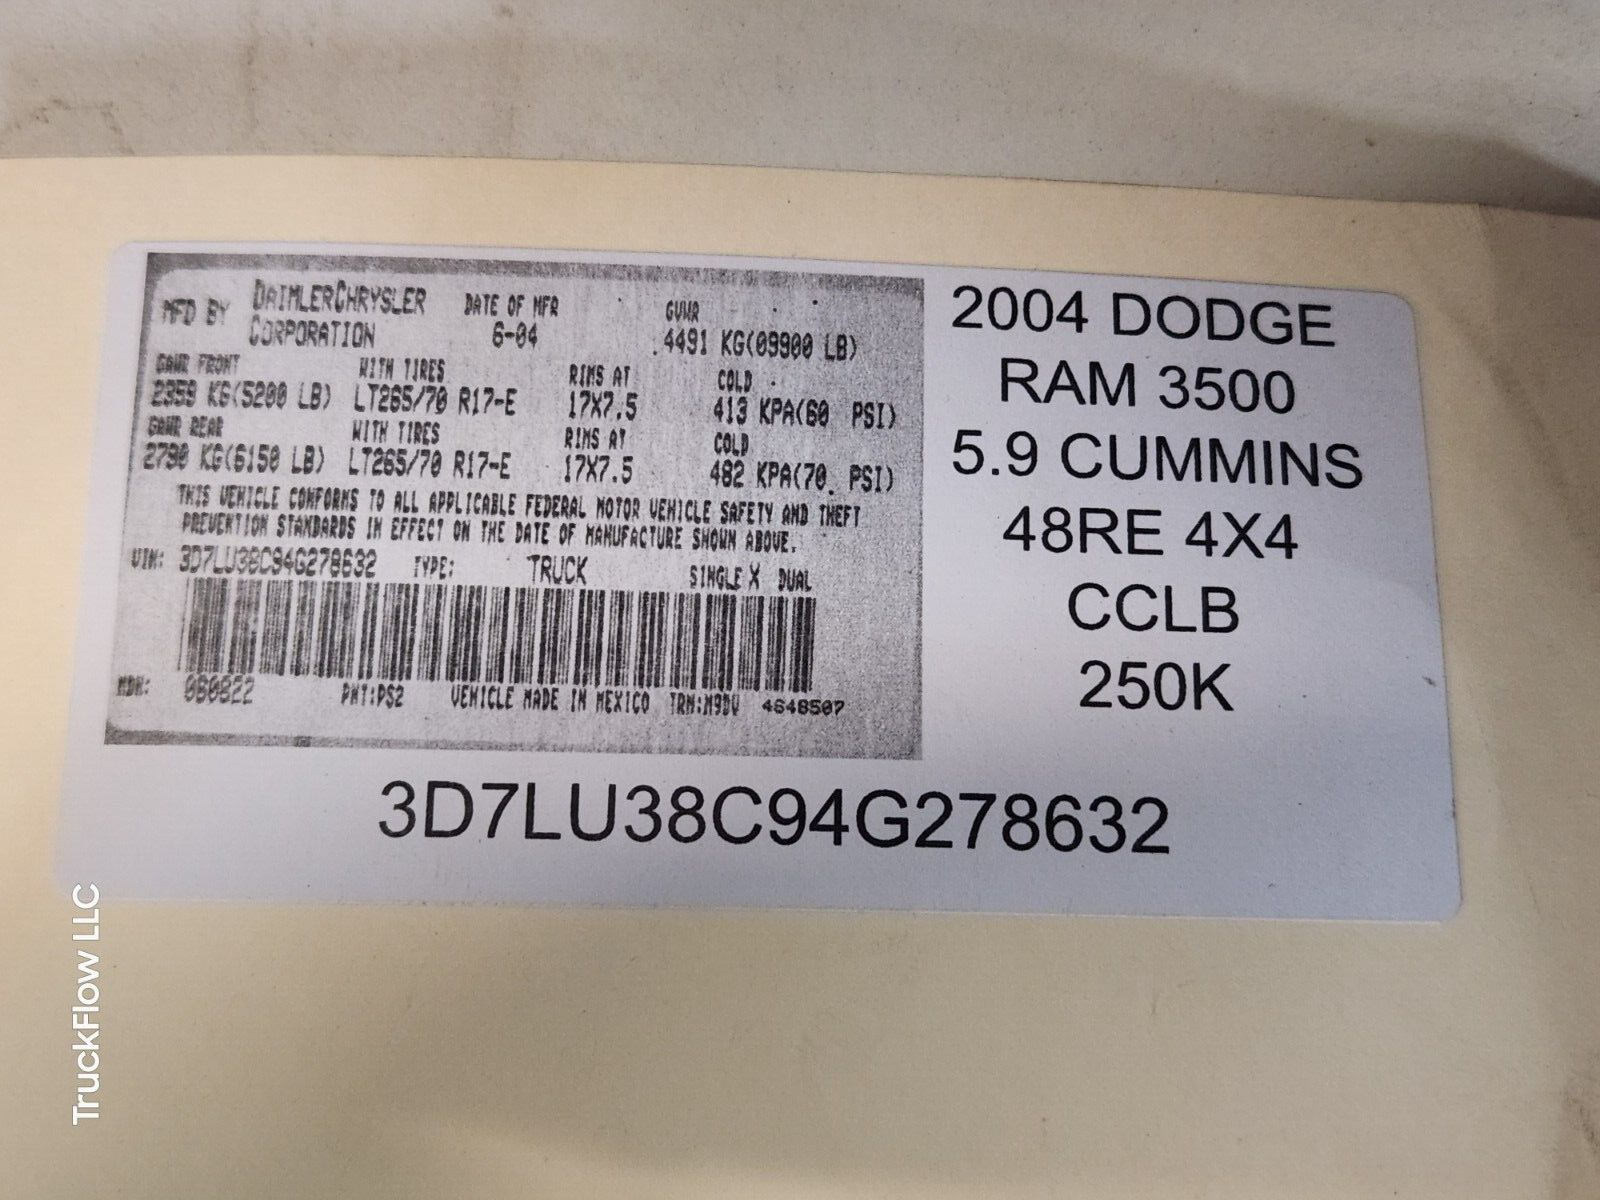 MFD BY DAIMLERCHRYSLER CORPORATION DATE OF MFR 6-04 GVWR 4491 KG(09900 LB)
GAWR FRONT WITH TIRES RIMS AT COLD
2359 KG(5200 LB) LT265/70 R17-E 17X7.5 413 KPA(60 PSI)
GAWR REAR WITH TIRES RIMS AT COLD
2790 KG(6150 LB) LT265/70 R17-E 17X7.5 482 KPA(70 PSI)
THIS VEHICLE CONFORMS TO ALL APPLICABLE FEDERAL MOTOR VEHICLE SAFETY AND THEFT
PREVENTION STANDARDS IN EFFECT ON THE DATE OF MANUFACTURE SHOWN ABOVE.
VIN: 3D7LU38C94G278632 TYPE: TRUCK SINGLE X DUAL
MDH: PNT:PS2 VEHICLE MADE IN MEXICO TRM:M9DV 4648507
2004 DODGE
RAM 3500
5.9 CUMMINS
48RE 4X4
CCLB
250K
3D7LU38C94G278632
TruckFlow LLC